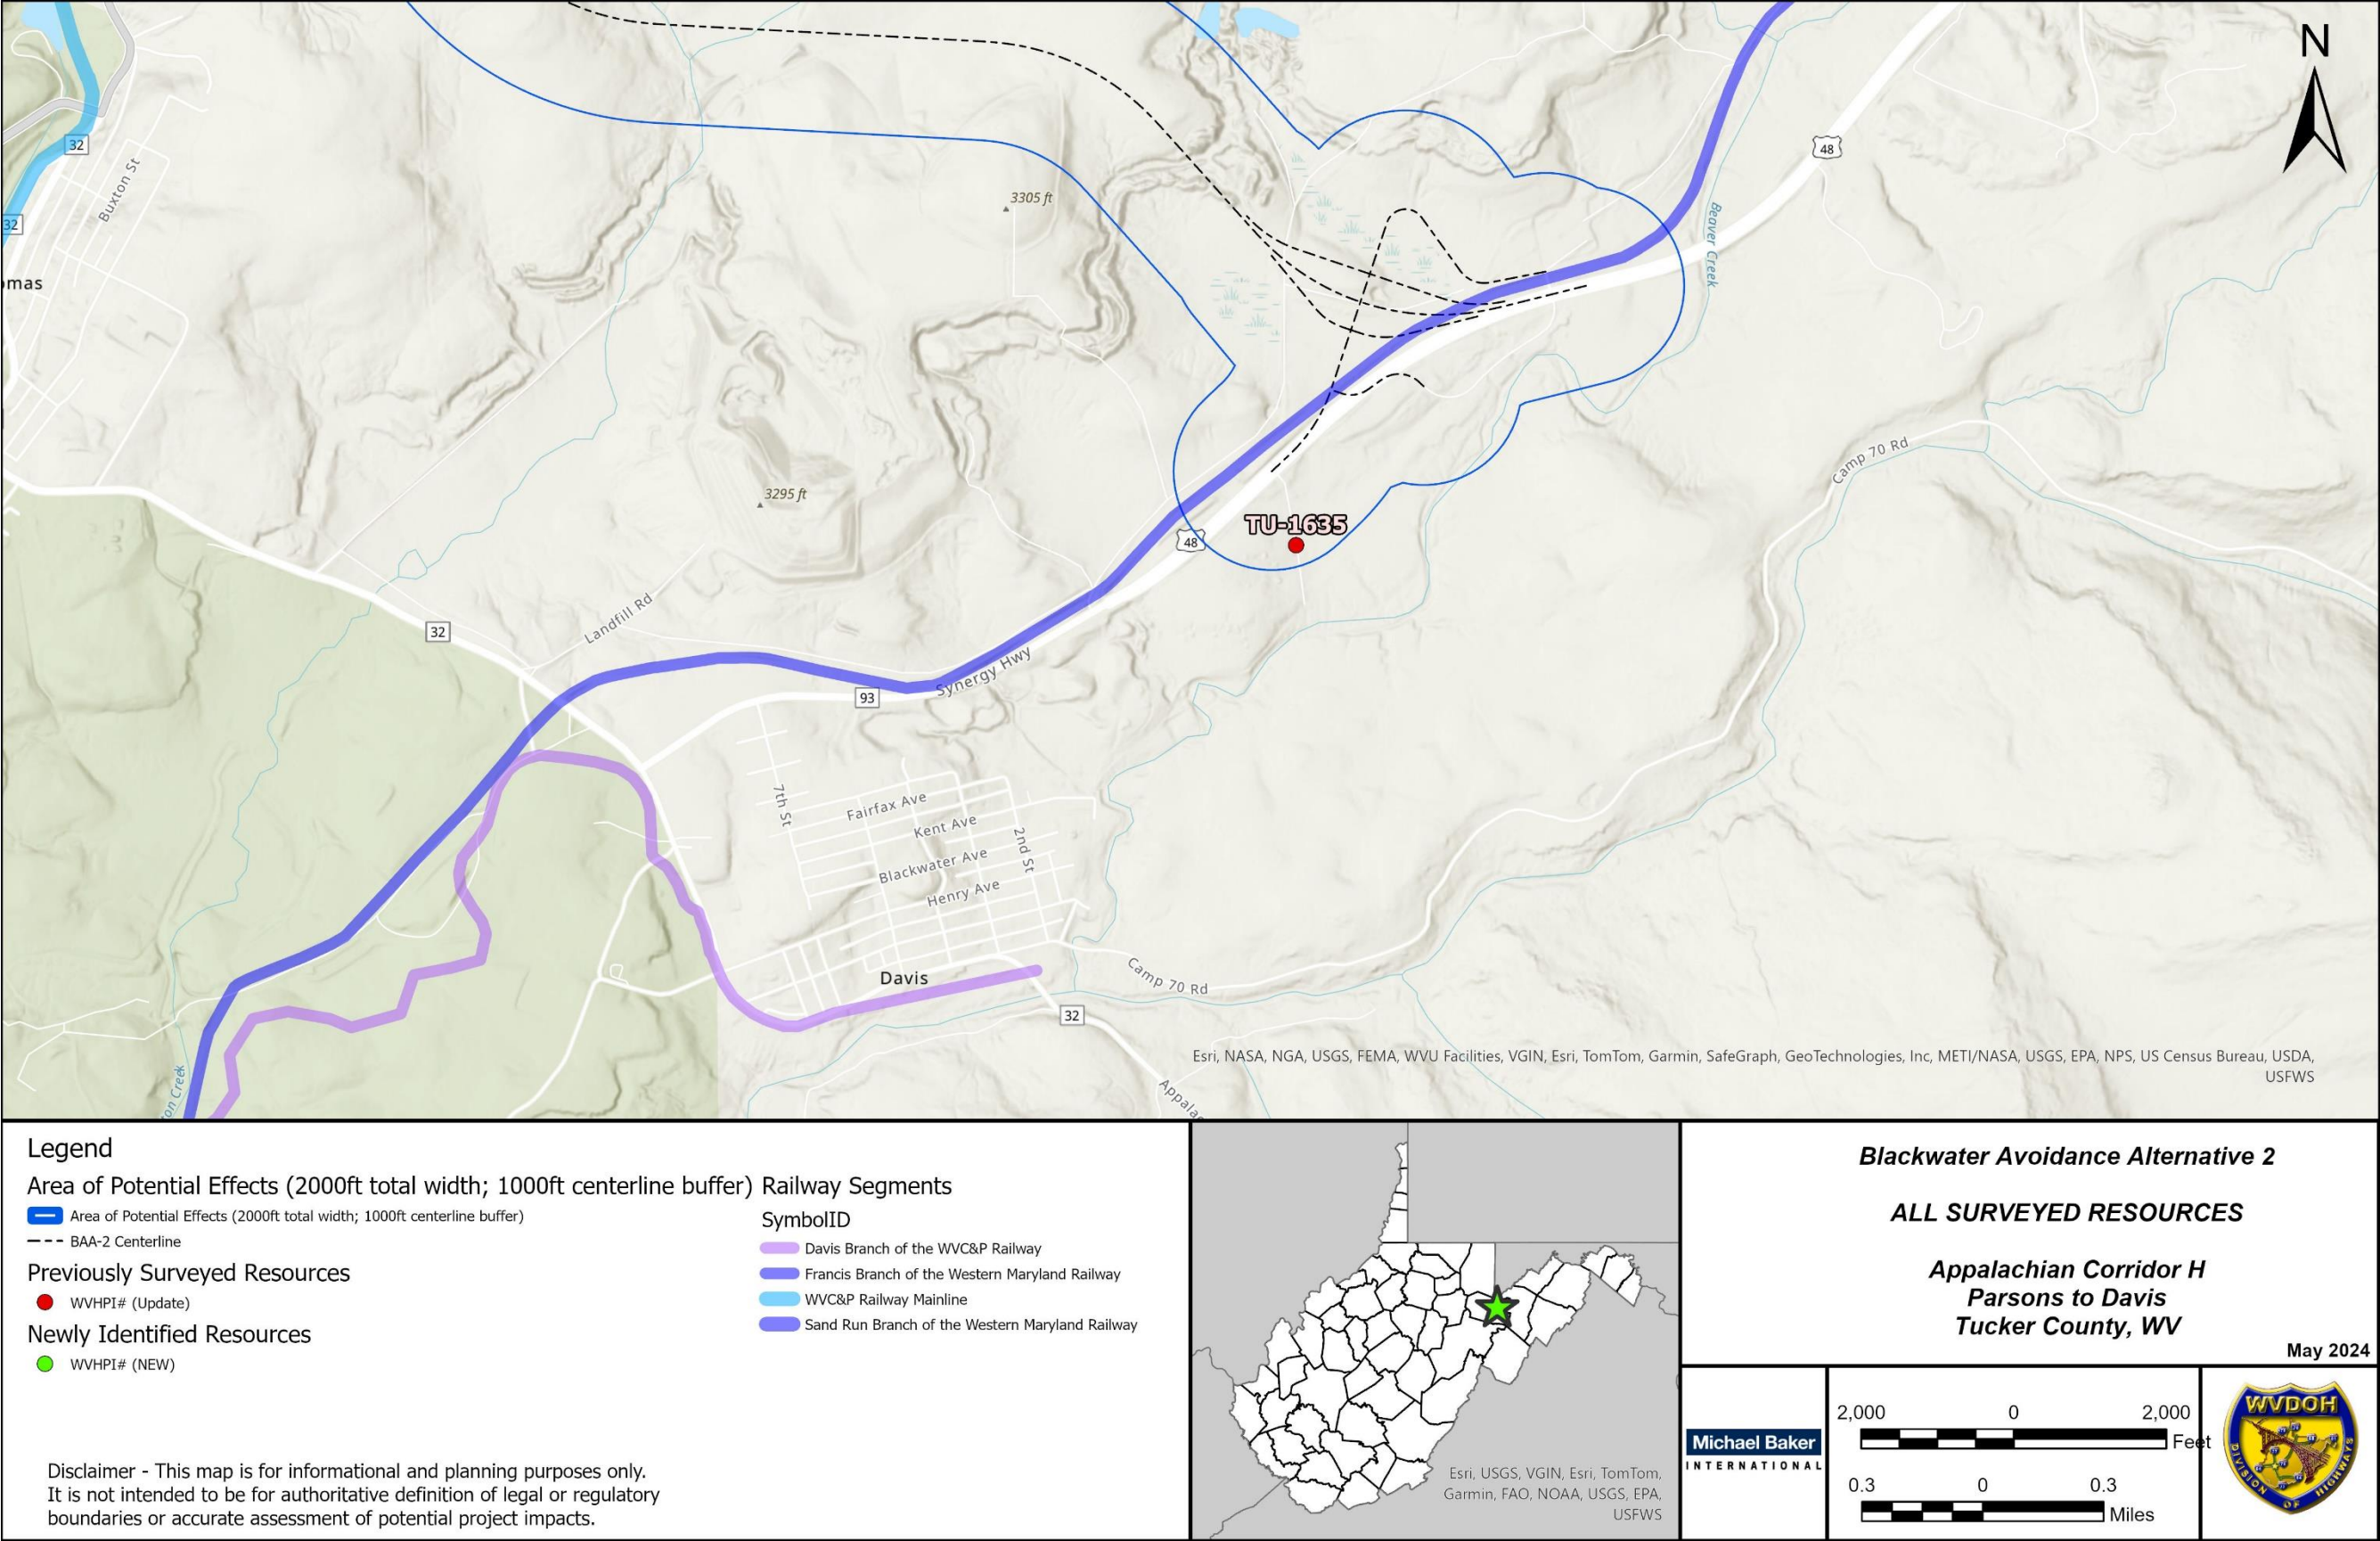 N
32
Buxton St
48
32
3305 ft
Beaver Creek
omas
Camp 70 Rd
3295 ft
TU-1635
48
Landfill Rd
32
Synergy Hwy
93
7th St
Fairfax Ave
Kent Ave
2nd St
Blackwater Ave
Henry Ave
Davis
Camp 70 Rd
32
Esri, NASA, NGA, USGS, FEMA, WVU Facilities, VGIN, Esri, TomTom, Garmin, SafeGraph, GeoTechnologies, Inc, METI/NASA, USGS, EPA, NPS, US Census Bureau, USDA,
USFWS
on Creek
Appala
Legend
Area of Potential Effects (2000ft total width; 1000ft centerline buffer)
Area of Potential Effects (2000ft total width; 1000ft centerline buffer)
BAA-2 Centerline
Previously Surveyed Resources
WVHPI# (Update)
Newly Identified Resources
WVHPI# (NEW)
Railway Segments
SymbolID
Davis Branch of the WVC&P Railway
Francis Branch of the Western Maryland Railway
WVC&P Railway Mainline
Sand Run Branch of the Western Maryland Railway
Disclaimer - This map is for informational and planning purposes only.
It is not intended to be for authoritative definition of legal or regulatory
boundaries or accurate assessment of potential project impacts.
Esri, USGS, VGIN, Esri, TomTom,
Garmin, FAO, NOAA, USGS, EPA,
USFWS
Blackwater Avoidance Alternative 2
ALL SURVEYED RESOURCES
Appalachian Corridor H
Parsons to Davis
Tucker County, WV
May 2024
Michael Baker
INTERNATIONAL
2,000 0 2,000
Feet
0.3 0 0.3
Miles
WVDOH
DIVISION OF HIGHWAYS